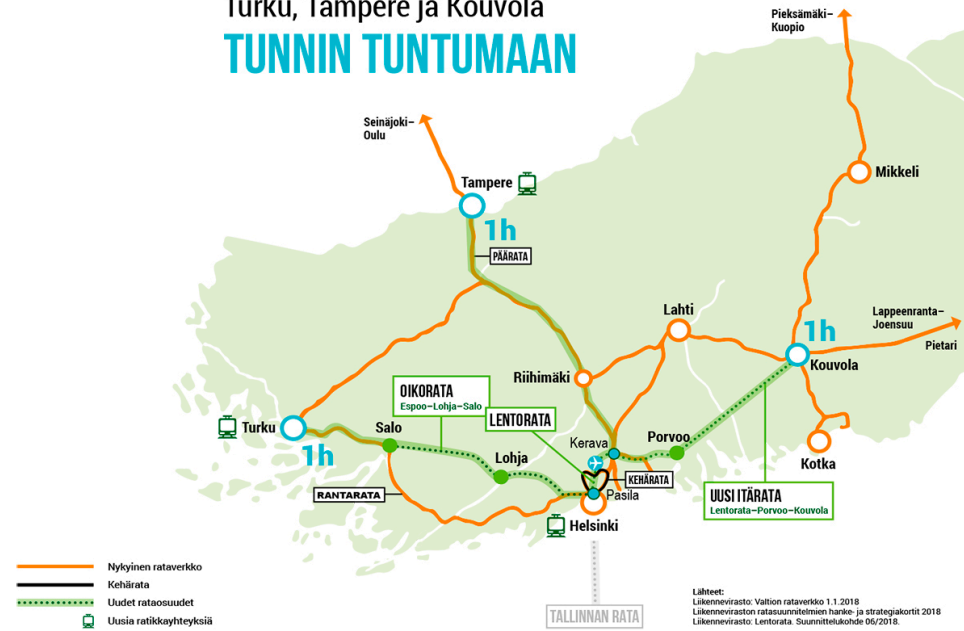 Turku, Tampere ja Kouvola
TUNNIN TUNTUMAAN
Pieksämäki–
Kuopio
Seinäjoki–
Oulu
Tampere
1h
PÄÄRATA
Mikkeli
Lahti
Lappeenranta–
Joensuu
Pietari
1h
Kouvola
Riihimäki
OIKORATA
Espoo–Lohja–Salo
LENTORATA
Turku
1h
Salo
Lohja
Kerava
Porvoo
Kotka
RANTARATA
KEHÄRATA
Pasila
Helsinki
UUSI ITÄRATA
Lentorata–Porvoo–Kouvola
TALLINNAN RATA
Nykyinen rataverkko
Kehärata
Uudet rataosuudet
Uusia ratikkayhteyksiä
Lähteet:
Liikennevirasto: Valtion rataverkko 1.1.2018
Liikenneviraston ratasuunnitelmien hanke- ja strategiakortit 2018
Liikennevirasto: Lentorata. Suunnittelukohde 06/2018.